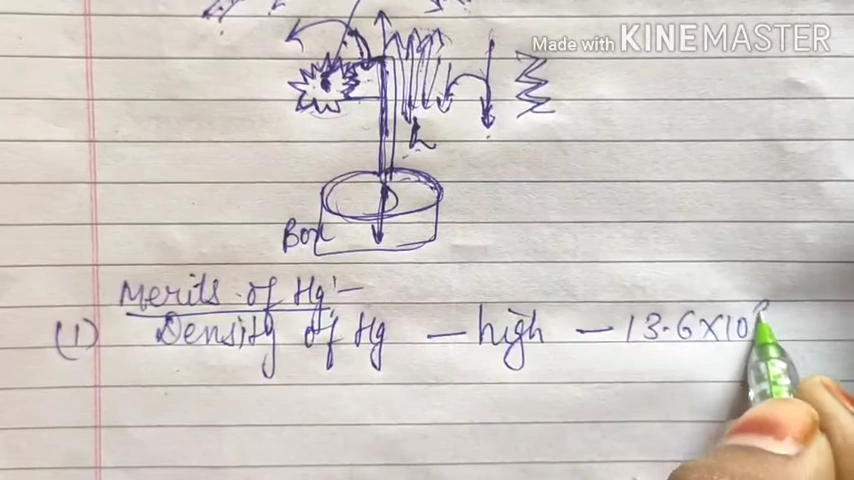 Made with KINEMASTER
h
Box
Merits of Hg:-
(1) Density of Hg - high - 13.6×10